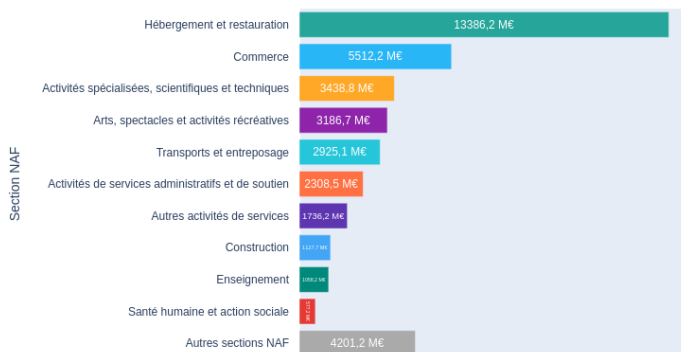 Section NAF
Hébergement et restauration 13386,2 M€
Commerce 5512,2 M€
Activités spécialisées, scientifiques et techniques 3438,8 M€
Arts, spectacles et activités récréatives 3186,7 M€
Transports et entreposage 2925,1 M€
Activités de services administratifs et de soutien 2308,5 M€
Autres activités de services 1736,2 M€
Construction 1127,7 M€
Enseignement M€
Santé humaine et action sociale M€
Autres sections NAF 4201,2 M€